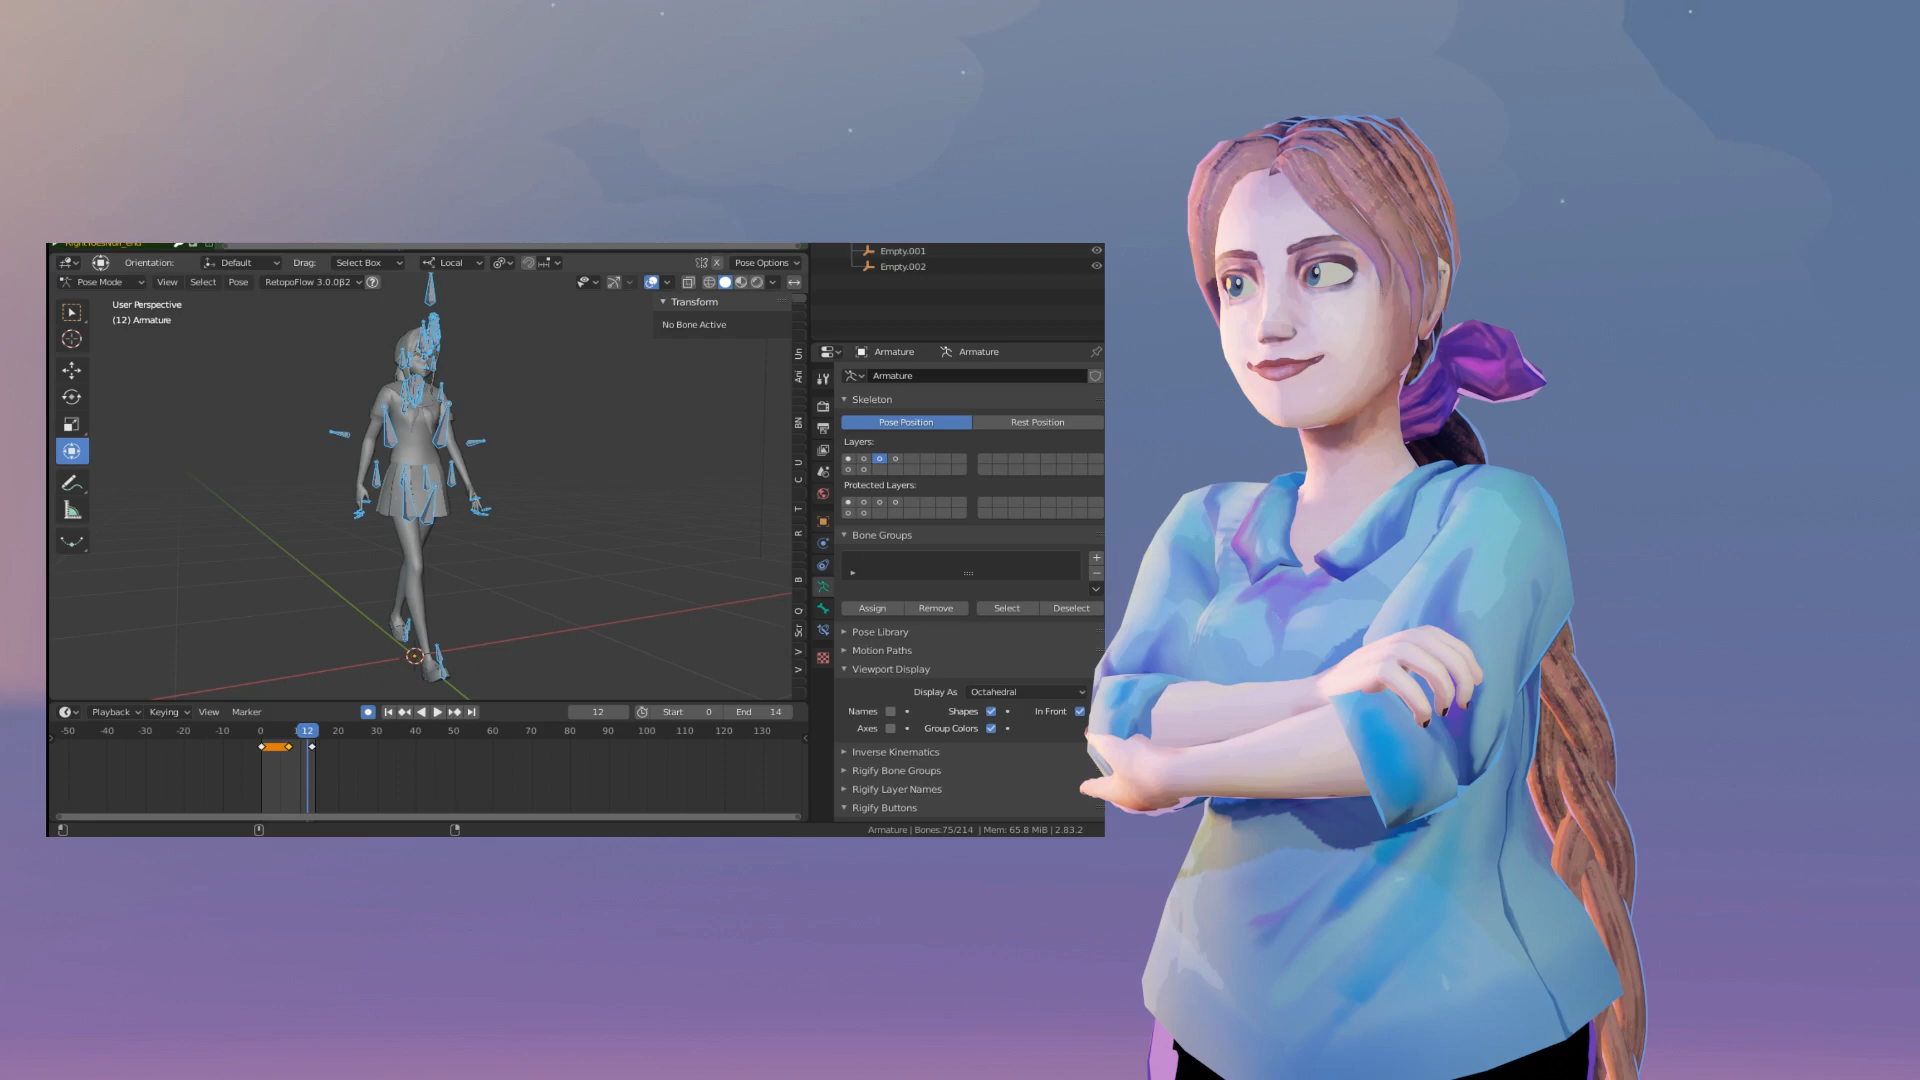 Empty.001
Empty.002
Orientation: Default Drag: Select Box Local X Pose Options
Pose Mode View Select Pose RetopoFlow 3.0.0β2
User Perspective
(12) Armature
Transform
No Bone Active
Un
Ani
BN
U
C
T
R
B
Q
Scr
V
V
Armature Armature
Armature
Skeleton
Pose Position Rest Position
Layers:
Protected Layers:
Bone Groups
Assign Remove Select Deselect
Pose Library
Motion Paths
Viewport Display
Display As Octahedral
Names Shapes In Front
Axes Group Colors
Inverse Kinematics
Rigify Bone Groups
Rigify Layer Names
Rigify Buttons
Playback Keying View Marker 12 Start 0 End 14
-50 -40 -30 -20 -10 0 12 20 30 40 50 60 70 80 90 100 110 120 130
Armature | Bones:75/214 | Mem: 65.8 MiB | 2.83.2